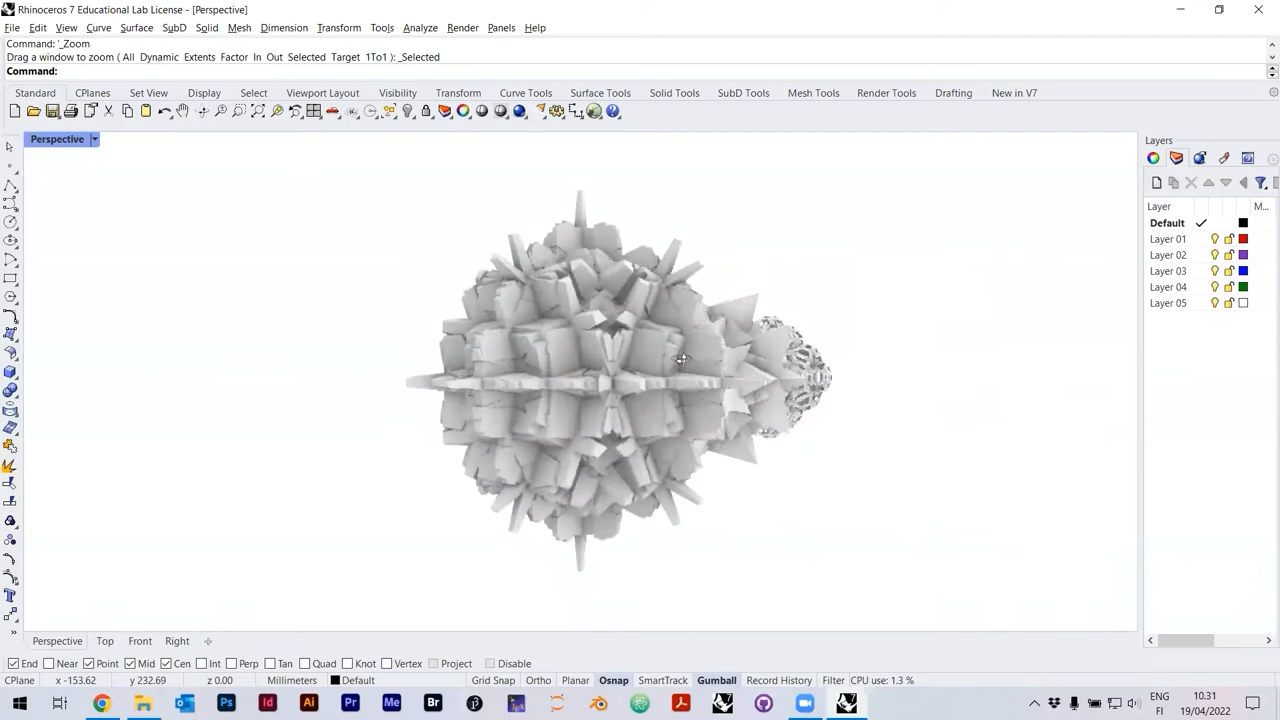 Rhinoceros 7 Educational Lab License - [Perspective]
File Edit View Curve Surface Solid SubD Mesh Dimension Transform Tools Analyze Render Panels Help
Command: '_Zoom
Drag a window to zoom ( All Dynamic Extents Factor In Out Selected Target 1To1 ): _Selected
Command:
Standard CPlanes Set View Display Select Viewport Layout Visibility Transform Curve Tools Surface Tools Solid Tools SubD Tools Mesh Tools Render Tools Drafting New in V7
Perspective
Layers
Layer M...
Default
Layer 01
Layer 02
Layer 03
Layer 04
Layer 05
Perspective Top Front Right
End Near Point Mid Cen Int Perp Tan Quad Knot Vertex Project Disable
CPlane x -153.62 y 232.69 z 0.00 Millimeters Default Grid Snap Ortho Planar Osnap SmartTrack Gumball Record History Filter CPU use: 1.3 %
Ps Id Ai Pr Me Br
ENG
FI
10.31
19/04/2022